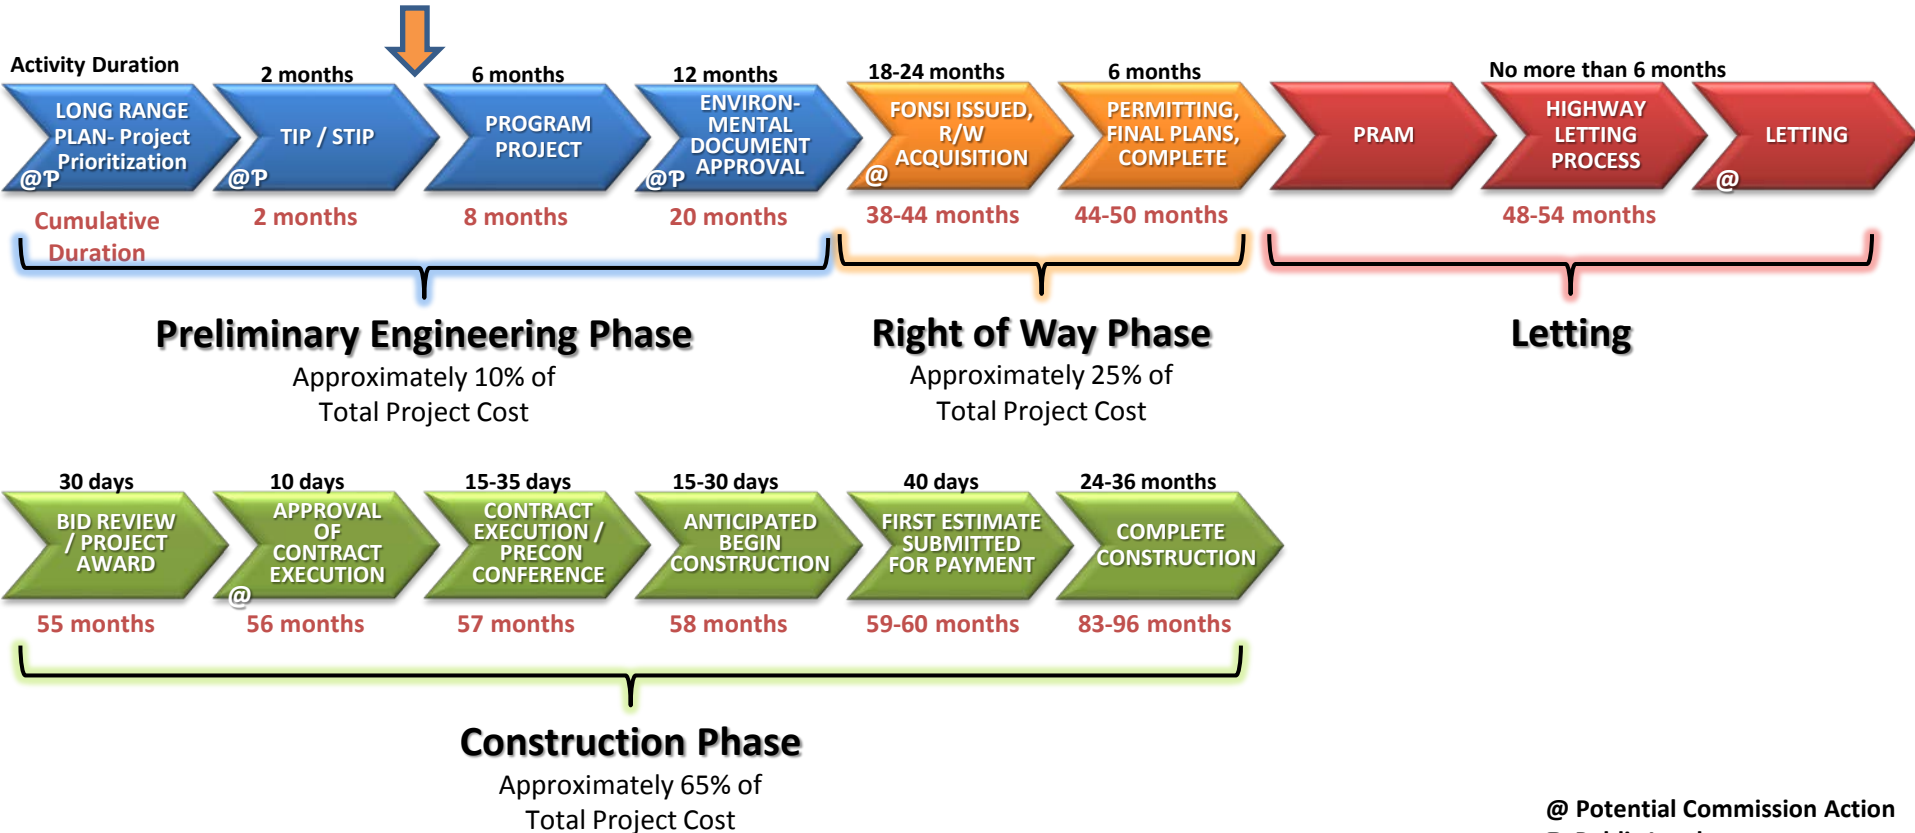 Activity Duration
2 months
6 months
12 months
18-24 months
6 months
No more than 6 months
LONG RANGE
PLAN- Project
Prioritization
@Ƥ
TIP / STIP
@Ƥ
PROGRAM
PROJECT
ENVIRON-
MENTAL
DOCUMENT
APPROVAL
@Ƥ
FONSI ISSUED,
R/W
ACQUISITION
@
PERMITTING,
FINAL PLANS,
COMPLETE
PRAM
HIGHWAY
LETTING
PROCESS
LETTING
@
Cumulative
Duration
2 months
8 months
20 months
38-44 months
44-50 months
48-54 months
Preliminary Engineering Phase
Approximately 10% of
Total Project Cost
Right of Way Phase
Approximately 25% of
Total Project Cost
Letting
30 days
10 days
15-35 days
15-30 days
40 days
24-36 months
BID REVIEW
/ PROJECT
AWARD
APPROVAL
OF
CONTRACT
EXECUTION
@
CONTRACT
EXECUTION /
PRECON
CONFERENCE
ANTICIPATED
BEGIN
CONSTRUCTION
FIRST ESTIMATE
SUBMITTED
FOR PAYMENT
COMPLETE
CONSTRUCTION
55 months
56 months
57 months
58 months
59-60 months
83-96 months
Construction Phase
Approximately 65% of
Total Project Cost
@ Potential Commission Action